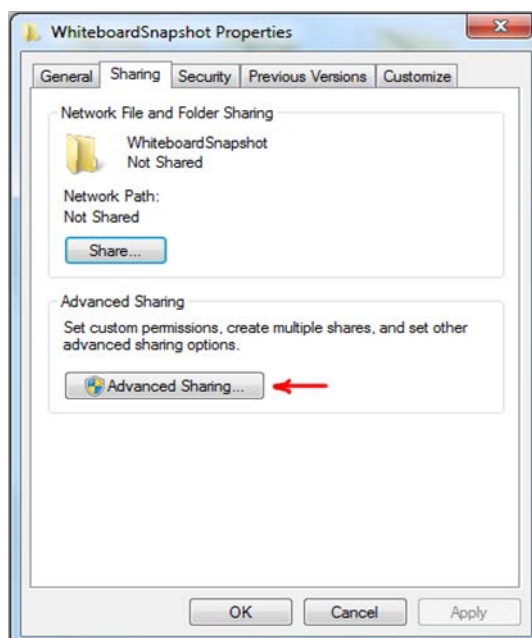 WhiteboardSnapshot Properties
General Sharing Security Previous Versions Customize
Network File and Folder Sharing
WhiteboardSnapshot
Not Shared
Network Path:
Not Shared
Share...
Advanced Sharing
Set custom permissions, create multiple shares, and set other
advanced sharing options.
Advanced Sharing...
OK Cancel Apply